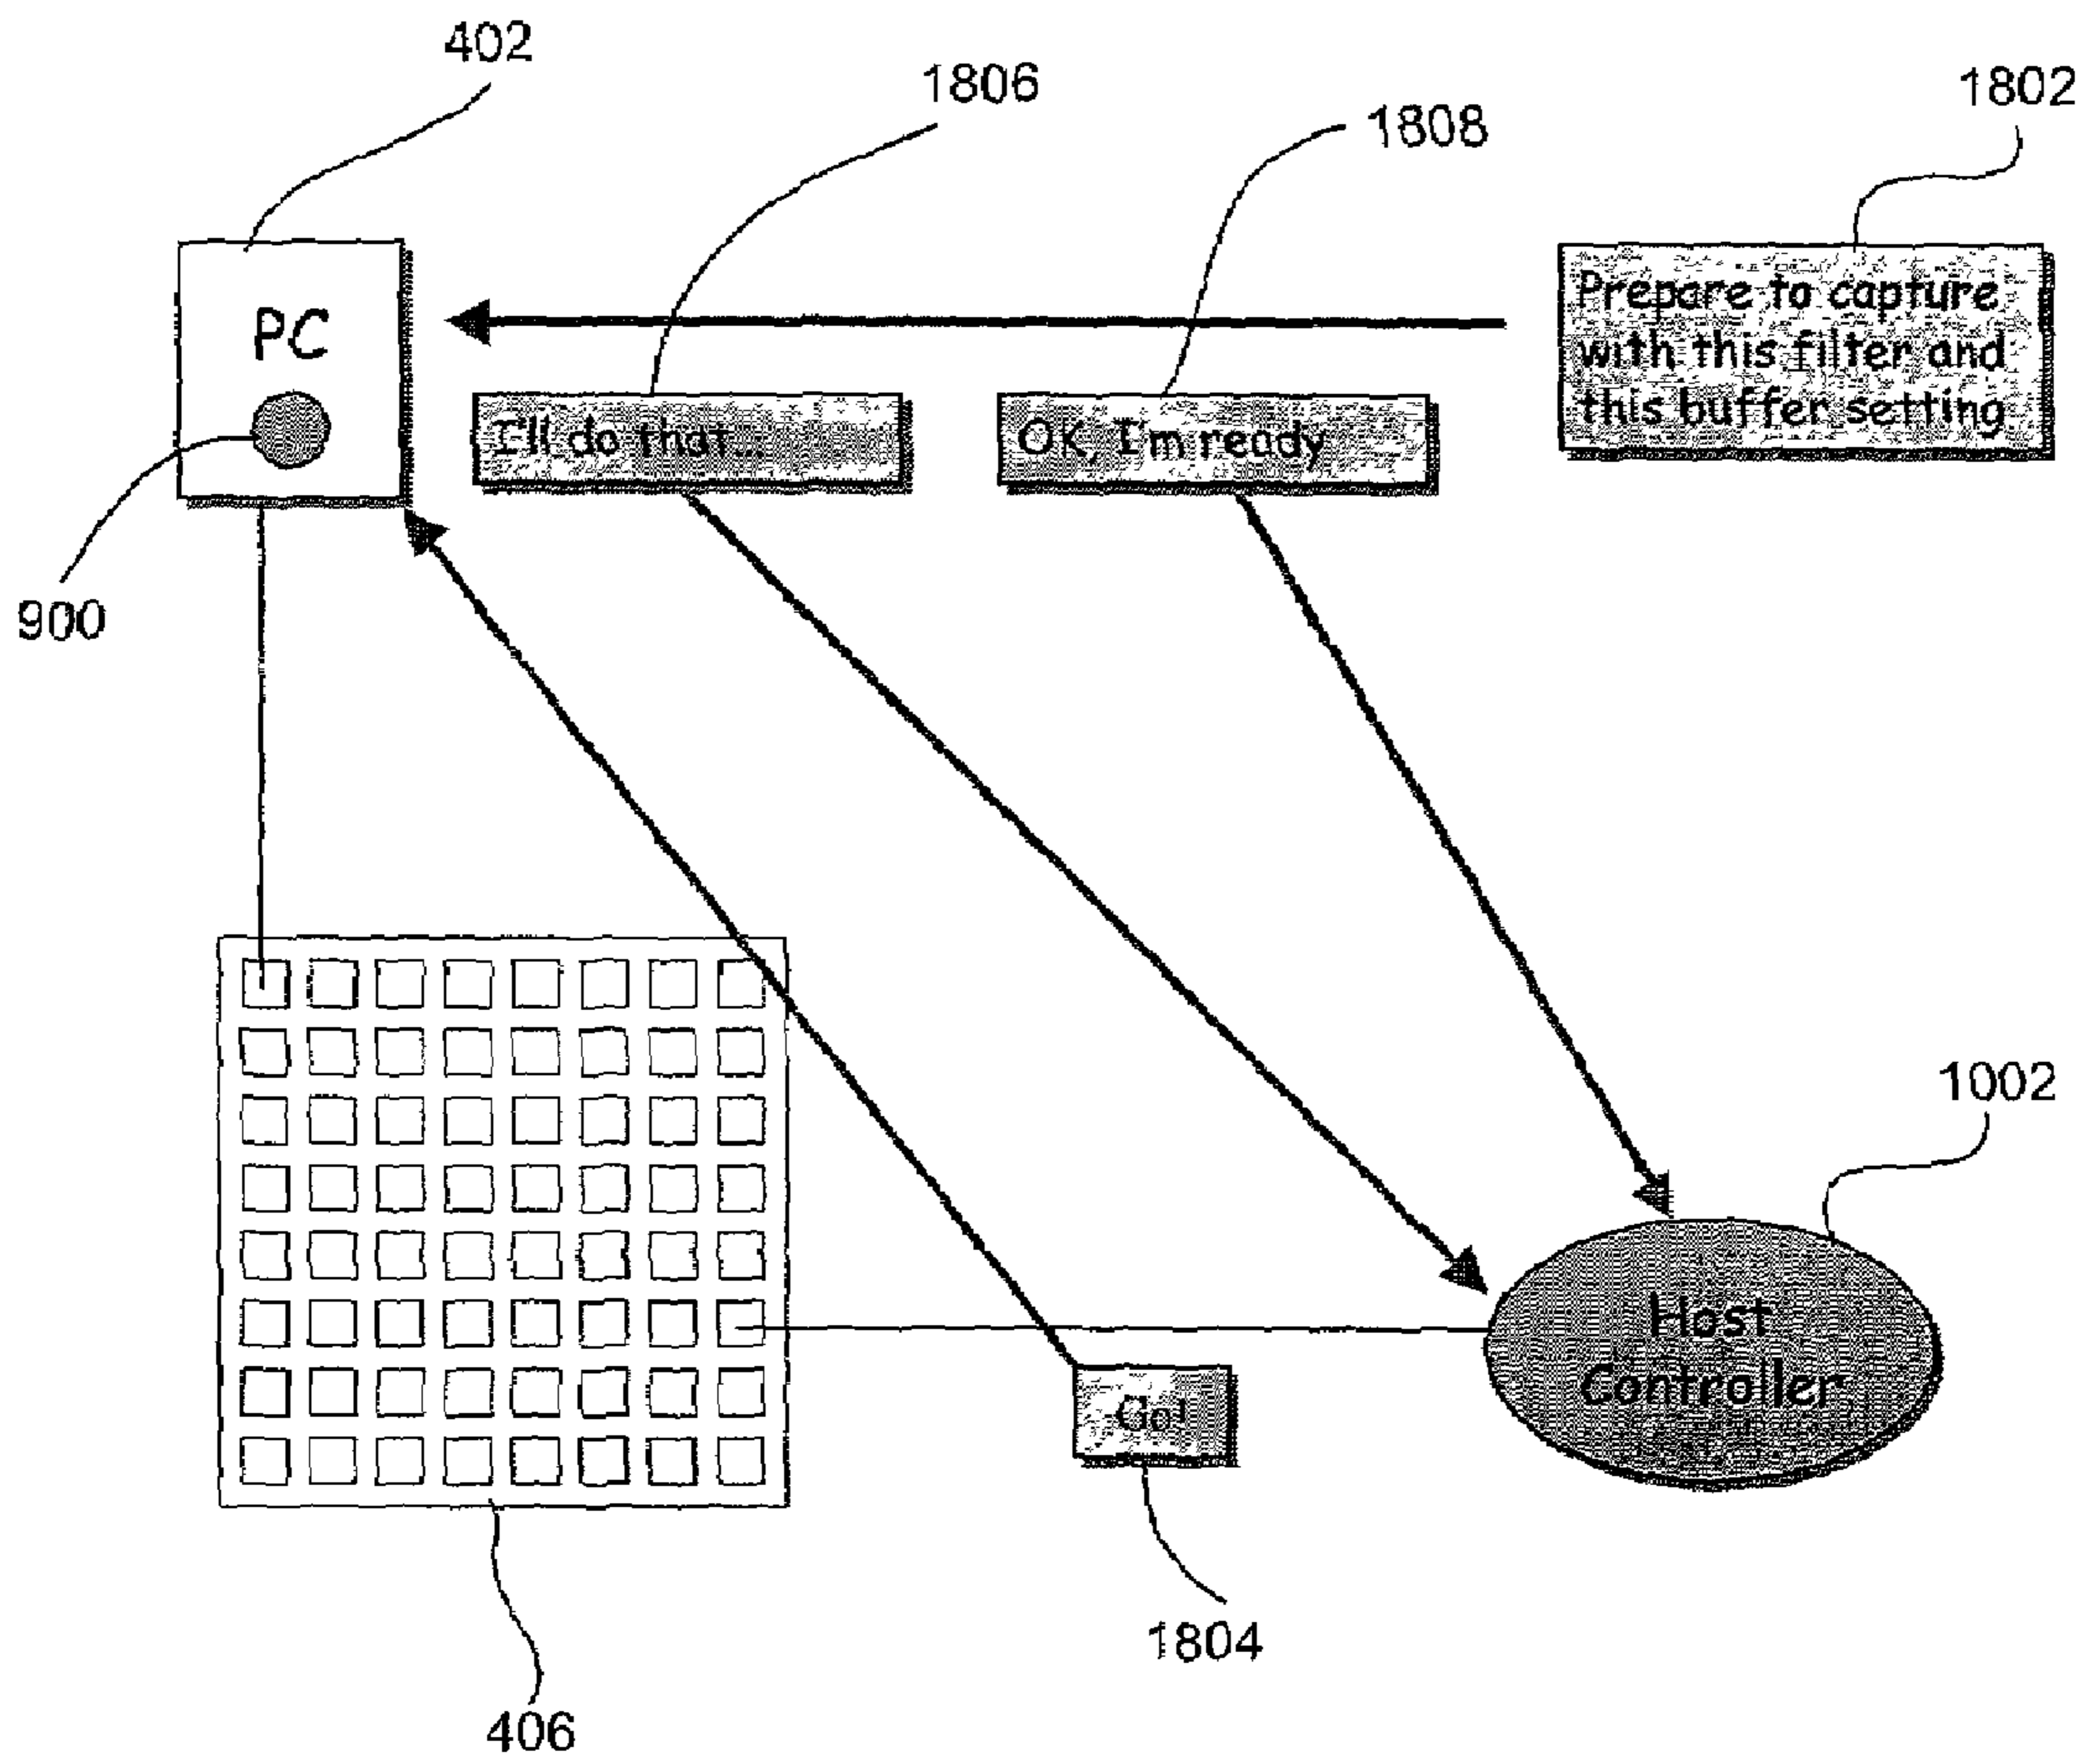 402
1806
1808
1802
PC
Prepare to capture
with this filter and
this buffer setting
I'll do that...
OK, I'm ready
900
1002
Host
Controller
Go!
1804
406